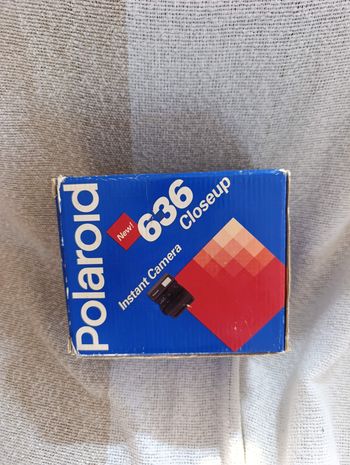 Polaroid
New!
636
Closeup
Instant Camera